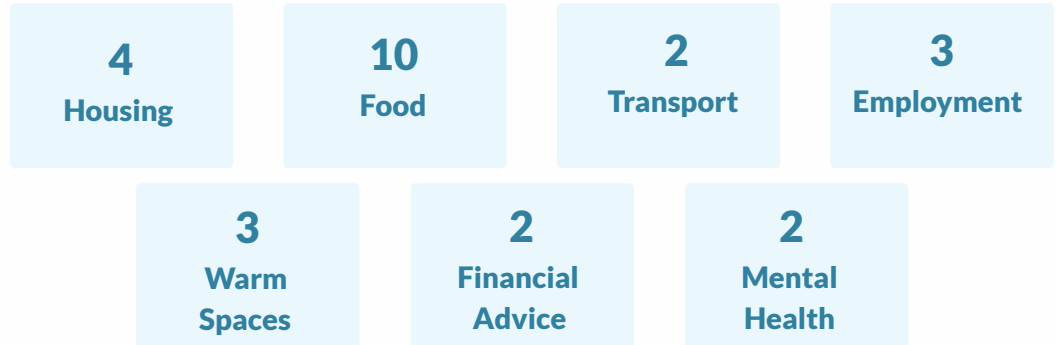 4
Housing
10
Food
2
Transport
3
Employment
3
Warm
Spaces
2
Financial
Advice
2
Mental
Health